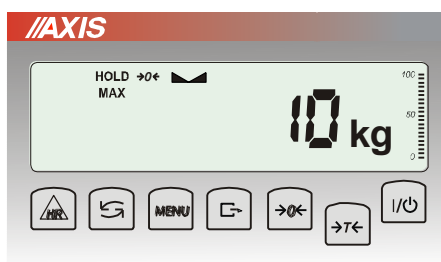 //AXIS
HOLD →0←
MAX
10 kg
100
50
0
HR
MENU
→0←
→T←
I/⏻